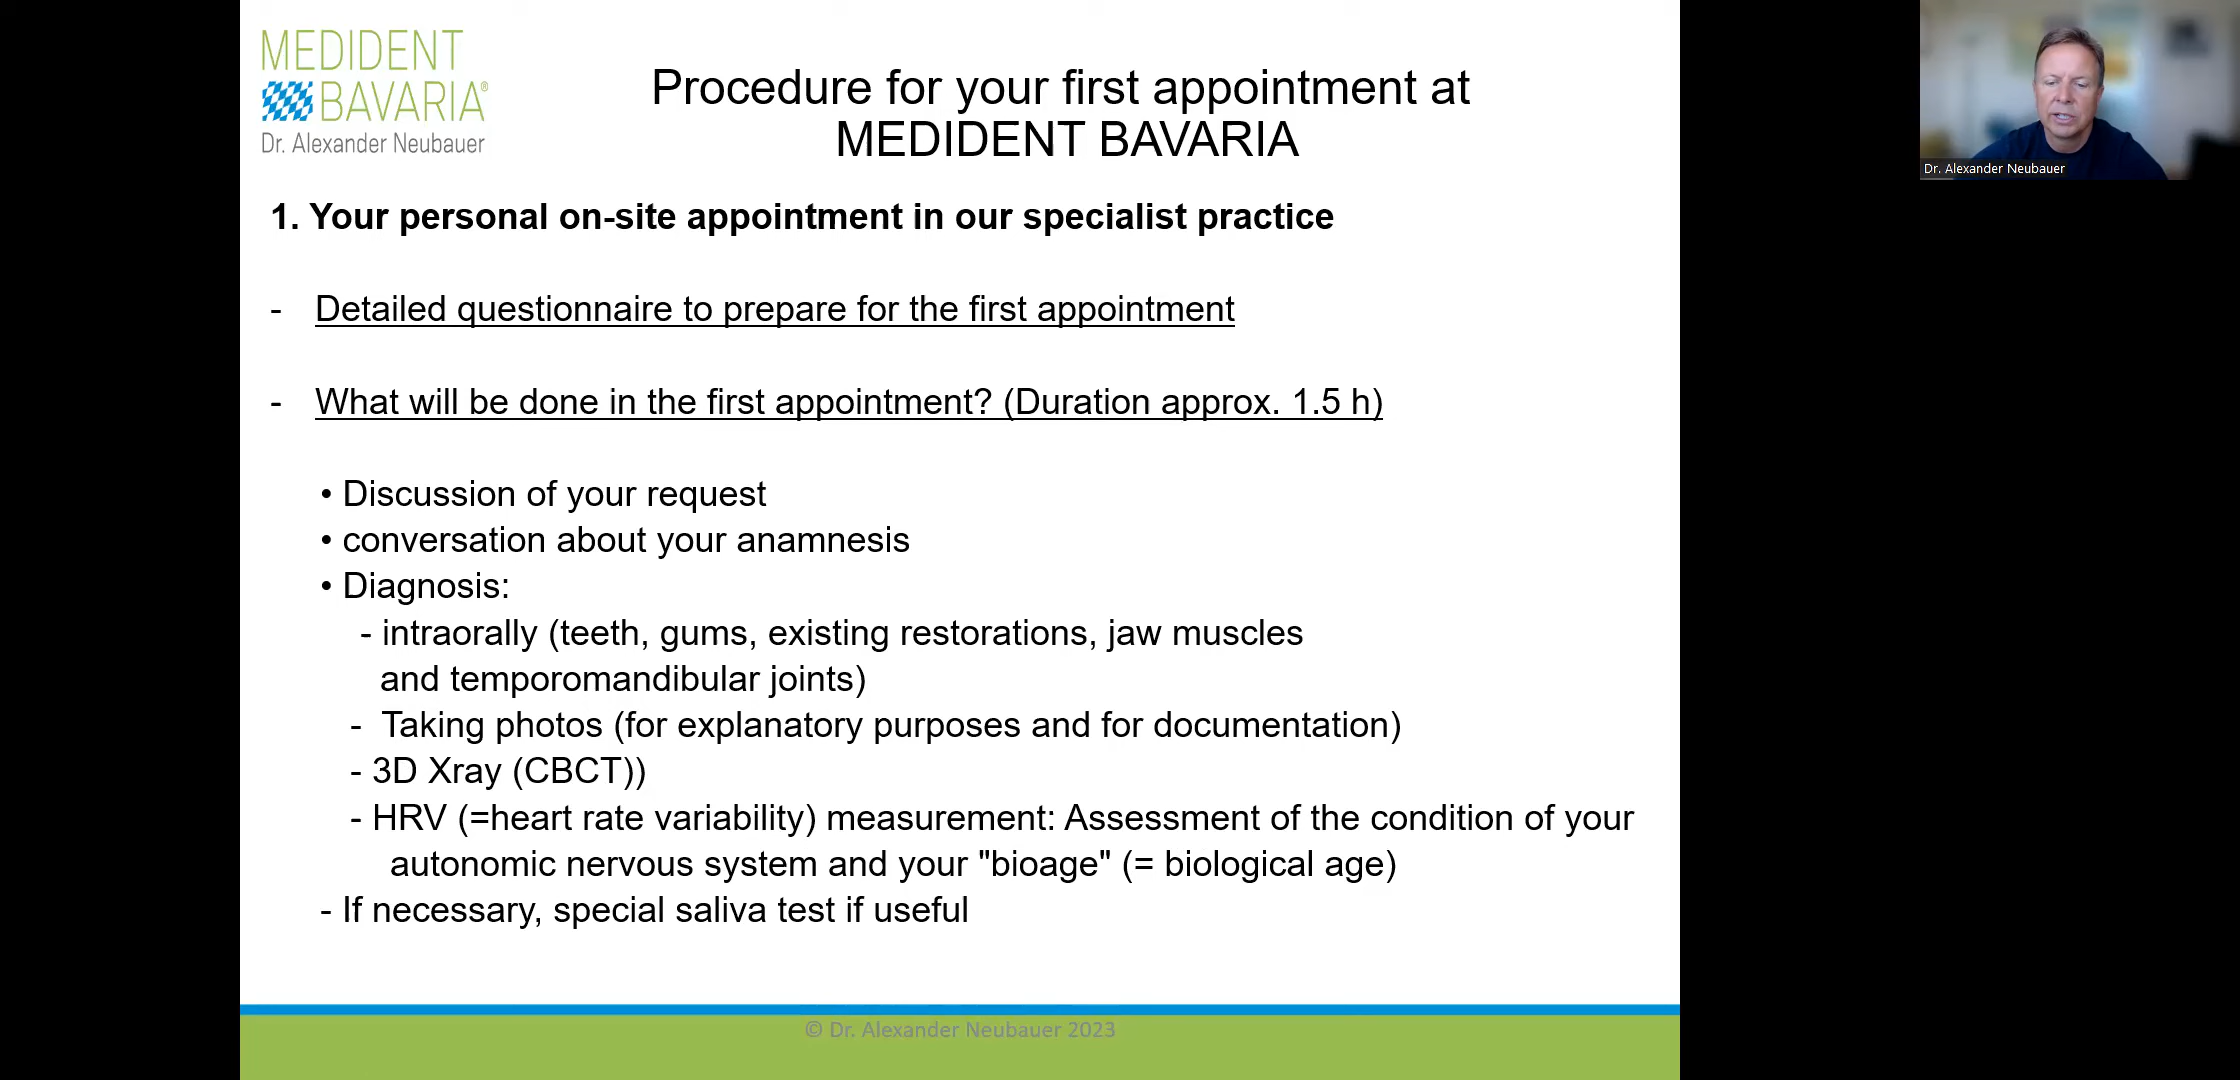 MEDIDENT
BAVARIA®
Dr. Alexander Neubauer
Procedure for your first appointment at
MEDIDENT BAVARIA
1. Your personal on-site appointment in our specialist practice
- Detailed questionnaire to prepare for the first appointment
- What will be done in the first appointment? (Duration approx. 1.5 h)
• Discussion of your request
• conversation about your anamnesis
• Diagnosis:
- intraorally (teeth, gums, existing restorations, jaw muscles
and temporomandibular joints)
- Taking photos (for explanatory purposes and for documentation)
- 3D Xray (CBCT))
- HRV (=heart rate variability) measurement: Assessment of the condition of your
autonomic nervous system and your "bioage" (= biological age)
- If necessary, special saliva test if useful
© Dr. Alexander Neubauer 2023
Dr. Alexander Neubauer